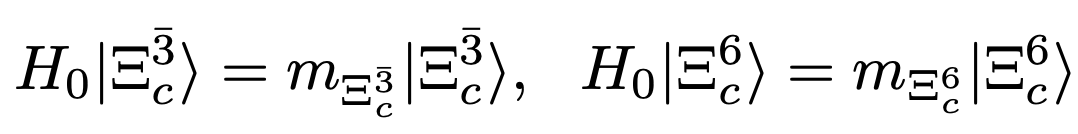 $H_0|\Xi_c^{\bar{3}}\rangle = m_{\Xi_c^{\bar{3}}}|\Xi_c^{\bar{3}}\rangle, \;\; H_0|\Xi_c^{6}\rangle = m_{\Xi_c^{6}}|\Xi_c^{6}\rangle$